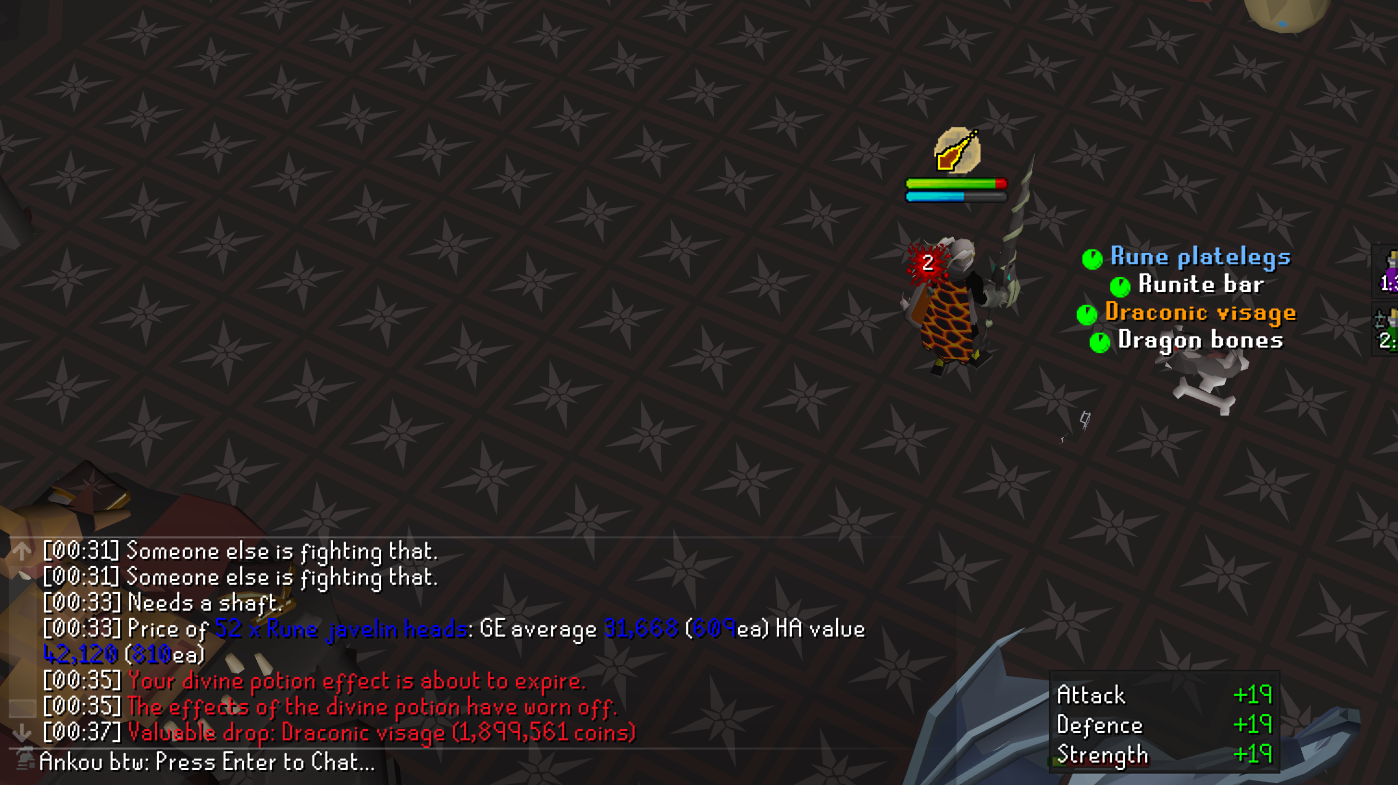 2
Rune platelegs
Runite bar
Draconic visage
Dragon bones
[00:31] Someone else is fighting that.
[00:31] Someone else is fighting that.
[00:33] Needs a shaft.
[00:33] Price of 52 x Rune javelin heads: GE average 31,668 (609ea) HA value
42,120 (810ea)
[00:35] Your divine potion effect is about to expire.
[00:35] The effects of the divine potion have worn off.
[00:37] Valuable drop: Draconic visage (1,899,561 coins)
Ankou btw: Press Enter to Chat...
Attack +19
Defence +19
Strength +19